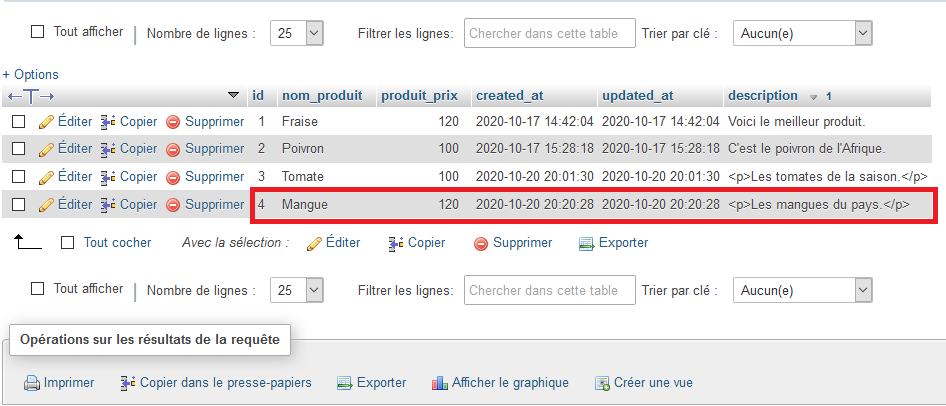 Tout afficher | Nombre de lignes : 25 Filtrer les lignes: Chercher dans cette table Trier par clé : Aucun(e)
+ Options
←T→ id nom_produit produit_prix created_at updated_at description 1
Éditer Copier Supprimer 1 Fraise 120 2020-10-17 14:42:04 2020-10-17 14:42:04 Voici le meilleur produit.
Éditer Copier Supprimer 2 Poivron 100 2020-10-17 15:28:18 2020-10-17 15:28:18 C'est le poivron de l'Afrique.
Éditer Copier Supprimer 3 Tomate 100 2020-10-20 20:01:30 2020-10-20 20:01:30 <p>Les tomates de la saison.</p>
Éditer Copier Supprimer 4 Mangue 120 2020-10-20 20:20:28 2020-10-20 20:20:28 <p>Les mangues du pays.</p>
Tout cocher Avec la sélection : Éditer Copier Supprimer Exporter
Tout afficher | Nombre de lignes : 25 Filtrer les lignes: Chercher dans cette table Trier par clé : Aucun(e)
Opérations sur les résultats de la requête
Imprimer Copier dans le presse-papiers Exporter Afficher le graphique Créer une vue